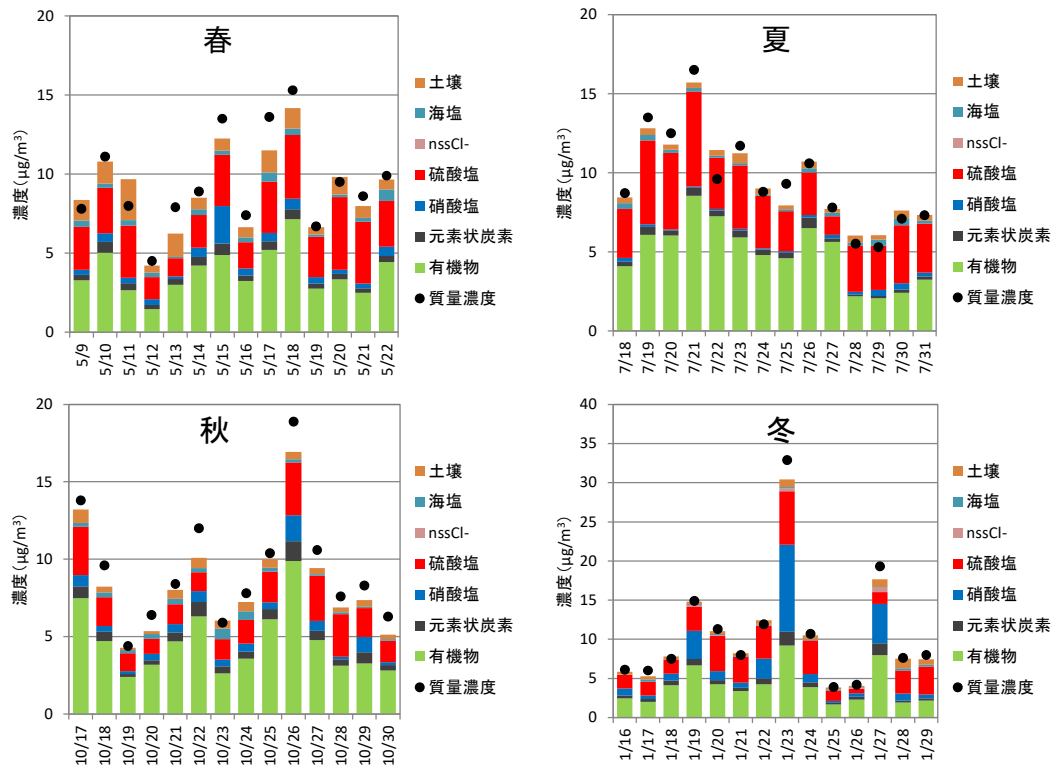 春
20
15
10
5
0
濃度(μg/m³)
5/9 5/10 5/11 5/12 5/13 5/14 5/15 5/16 5/17 5/18 5/19 5/20 5/21 5/22
土壌
海塩
nssCl-
硫酸塩
硝酸塩
元素状炭素
有機物
質量濃度
夏
20
15
10
5
0
濃度(μg/m³)
7/18 7/19 7/20 7/21 7/22 7/23 7/24 7/25 7/26 7/27 7/28 7/29 7/30 7/31
土壌
海塩
nssCl-
硫酸塩
硝酸塩
元素状炭素
有機物
質量濃度
秋
20
15
10
5
0
濃度(μg/m³)
10/17 10/18 10/19 10/20 10/21 10/22 10/23 10/24 10/25 10/26 10/27 10/28 10/29 10/30
土壌
海塩
nssCl-
硫酸塩
硝酸塩
元素状炭素
有機物
質量濃度
冬
40
35
30
25
20
15
10
5
0
濃度(μg/m³)
1/16 1/17 1/18 1/19 1/20 1/21 1/22 1/23 1/24 1/25 1/26 1/27 1/28 1/29
土壌
海塩
nssCl-
硫酸塩
硝酸塩
元素状炭素
有機物
質量濃度